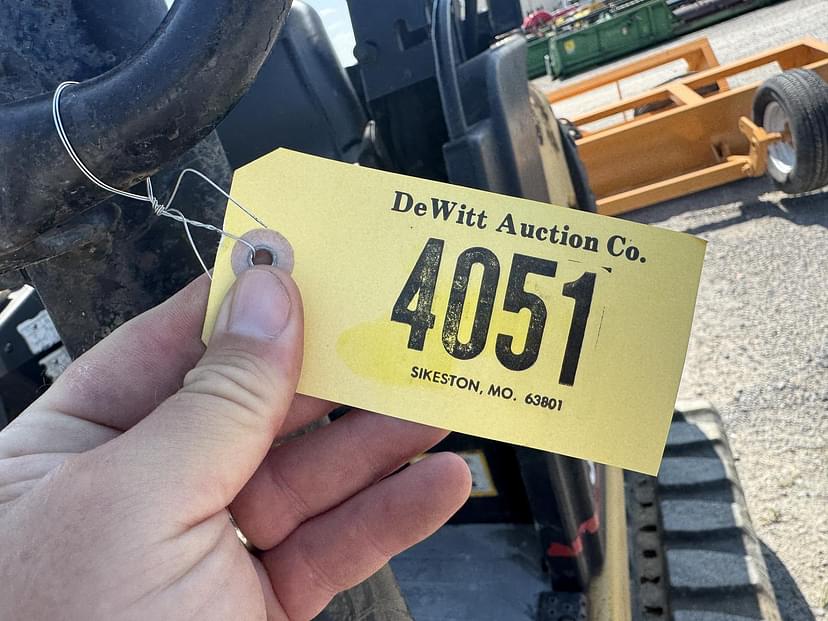 DeWitt Auction Co.
4051
SIKESTON, MO. 63801